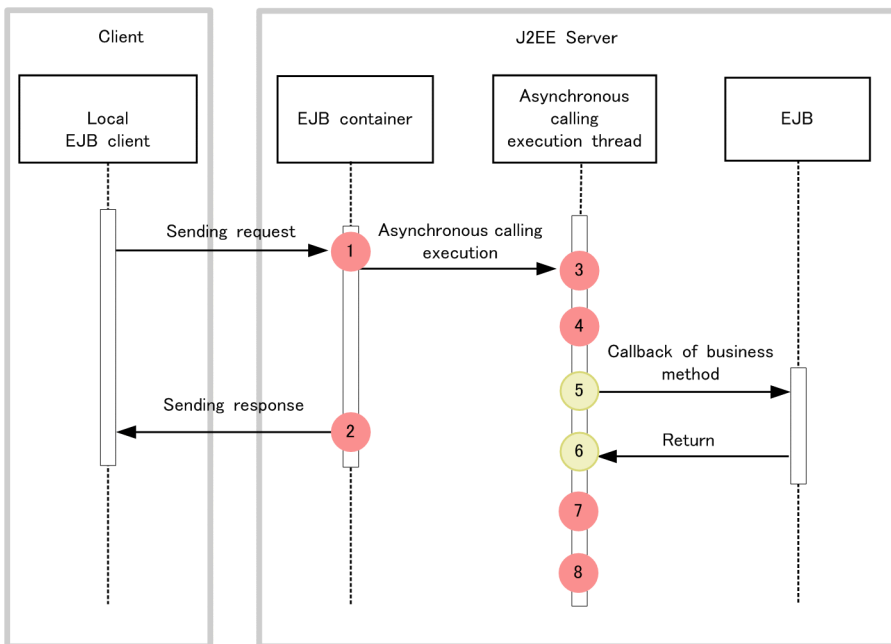 Client
J2EE Server
Local
EJB client
EJB container
Asynchronous
calling
execution thread
EJB
Sending request
1
Asynchronous calling
execution
3
4
Callback of business
method
5
Sending response
2
Return
6
7
8